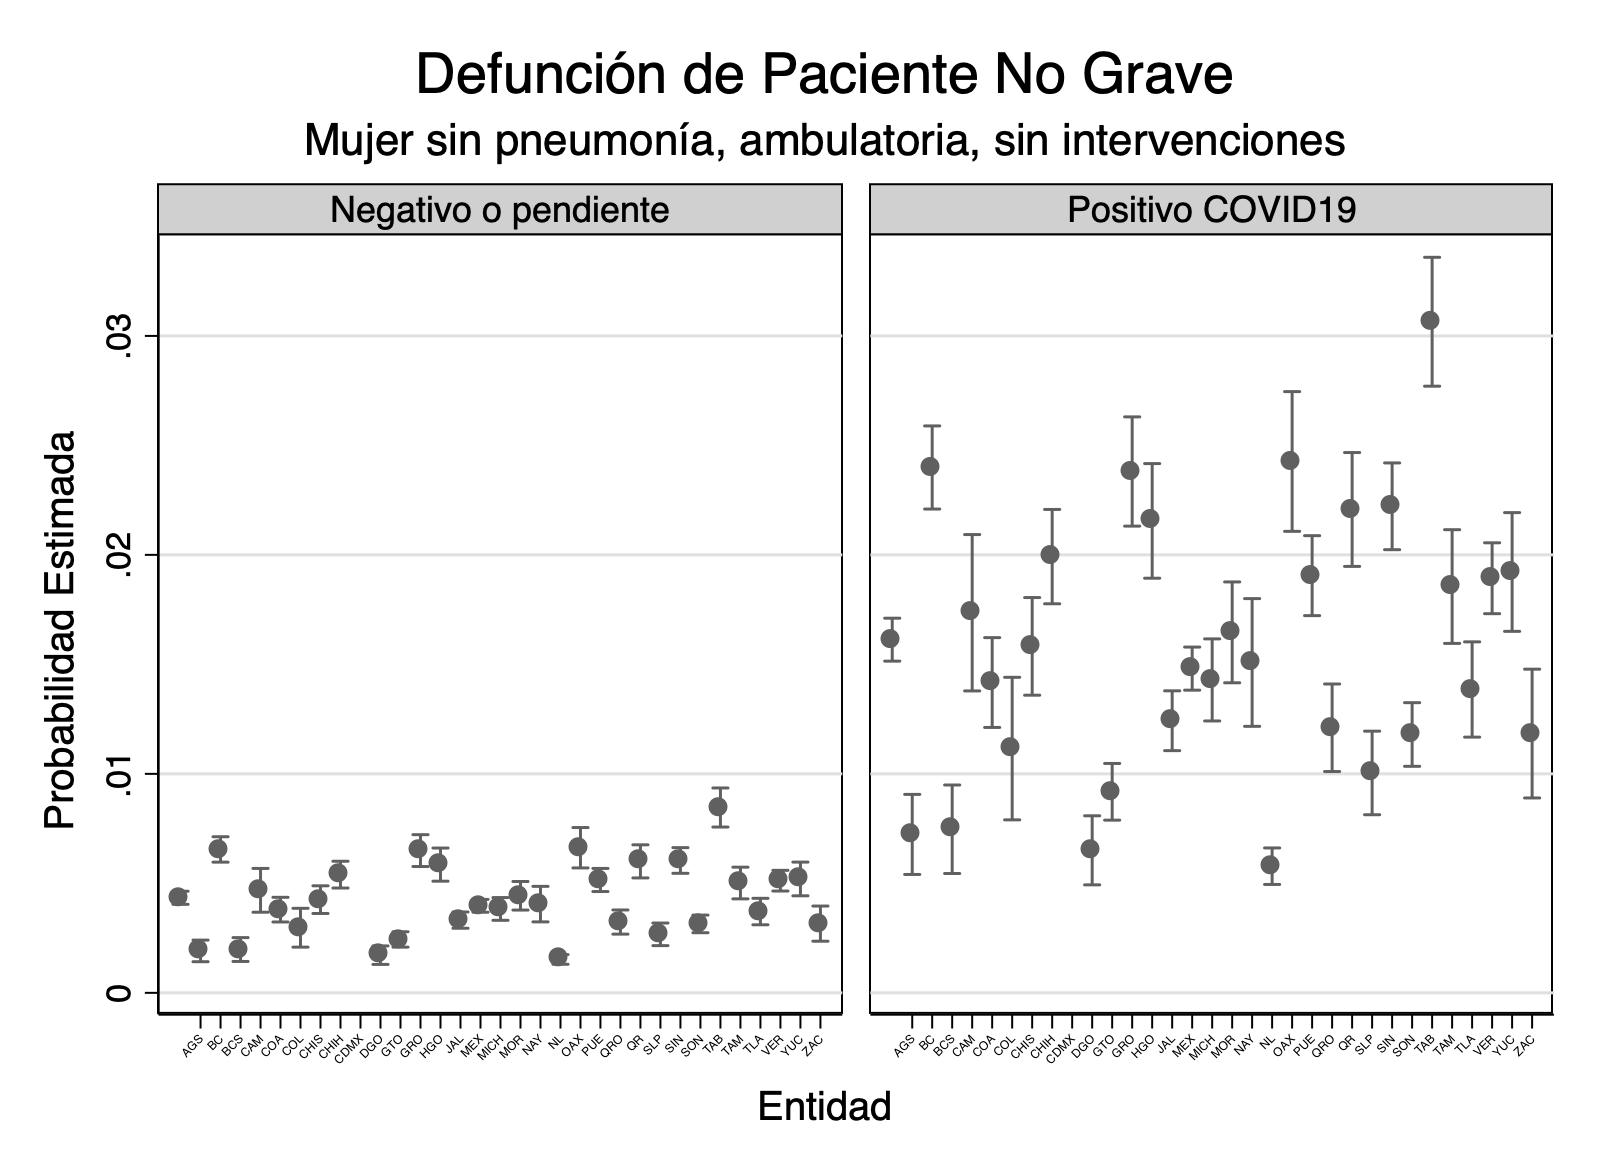 Defunción de Paciente No Grave
Mujer sin pneumonía, ambulatoria, sin intervenciones
Negativo o pendiente
Positivo COVID19
Probabilidad Estimada
.03
.02
.01
0
AGS BC BCS CAM COA COL CHIS CHIH CDMX DGO GTO GRO HGO JAL MEX MICH MOR NAY NL OAX PUE QRO QR SLP SIN SON TAB TAM TLA VER YUC ZAC
AGS BC BCS CAM COA COL CHIS CHIH CDMX DGO GTO GRO HGO JAL MEX MICH MOR NAY NL OAX PUE QRO QR SLP SIN SON TAB TAM TLA VER YUC ZAC
Entidad